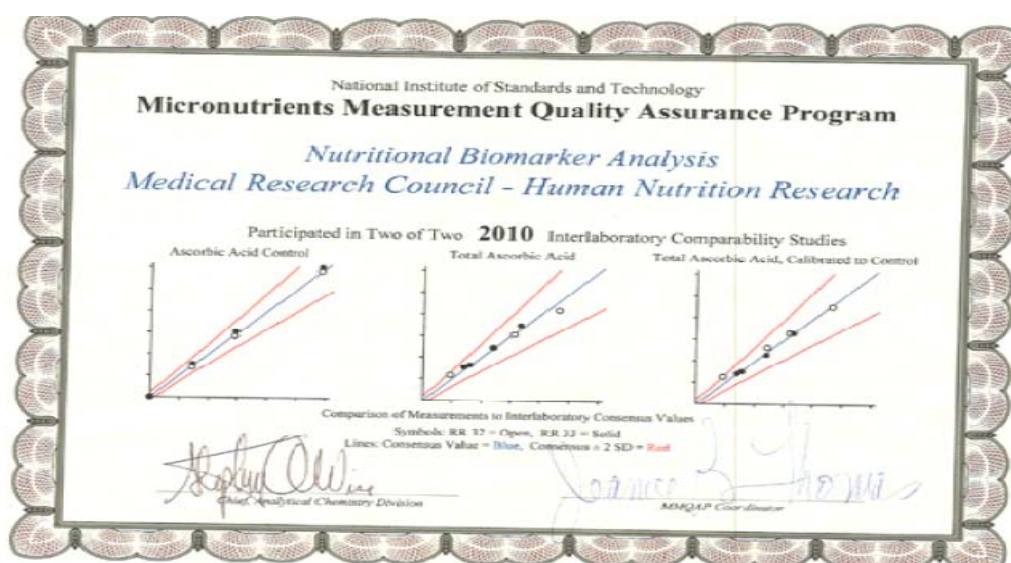 National Institute of Standards and Technology
Micronutrients Measurement Quality Assurance Program
Nutritional Biomarker Analysis
Medical Research Council - Human Nutrition Research
Participated in Two of Two 2010 Interlaboratory Comparability Studies
Ascorbic Acid Control
Total Ascorbic Acid
Total Ascorbic Acid, Calibrated to Control
Comparison of Measurements to Interlaboratory Consensus Values
Symbols: RR 32 = Open, RR 33 = Solid
Lines: Consensus Value = Blue, Consensus ± 2 SD = Red
Chief, Analytical Chemistry Division
MMQAP Coordinator